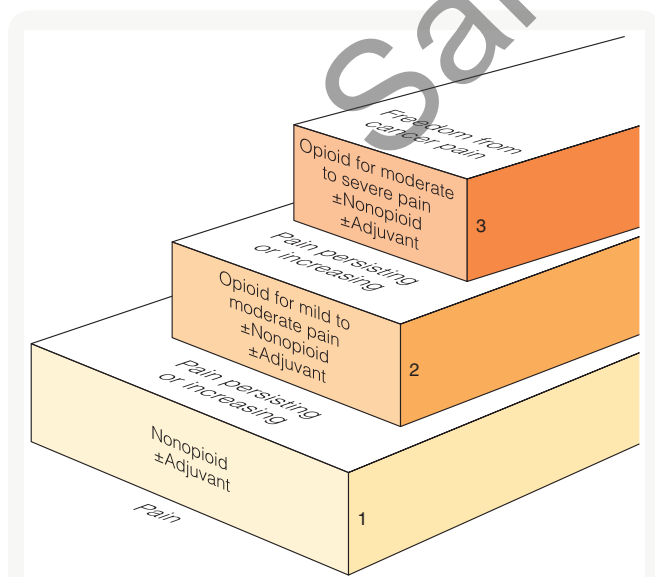 Freedom from
cancer pain
Opioid for moderate
to severe pain
±Nonopioid
±Adjuvant
3
Pain persisting
or increasing
Opioid for mild to
moderate pain
±Nonopioid
±Adjuvant
2
Pain persisting
or increasing
Nonopioid
±Adjuvant
1
Pain